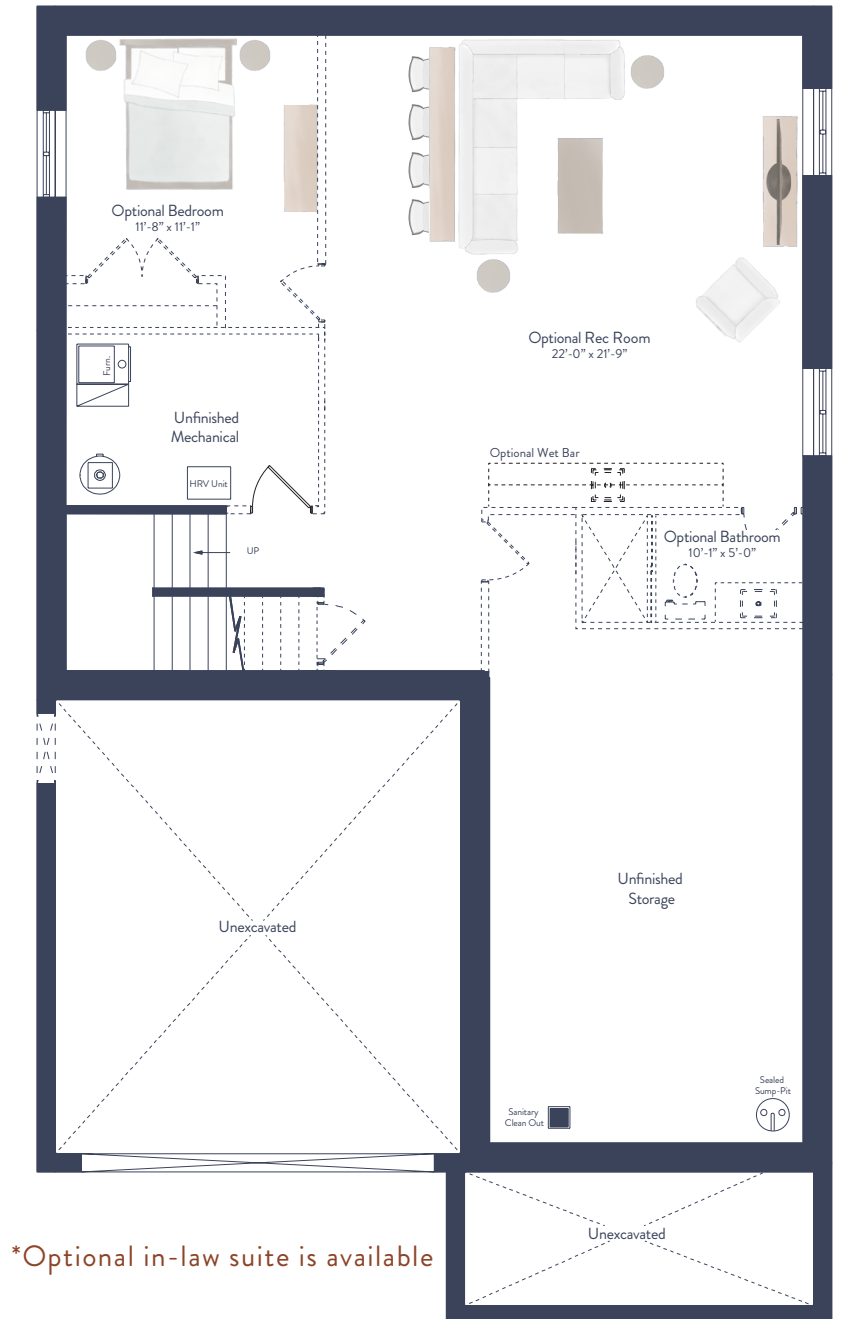 Optional Bedroom
11'-8" x 11'-1"
Optional Rec Room
22'-0" x 21'-9"
Furn.
Unfinished
Mechanical
HRV Unit
Optional Wet Bar
UP
Optional Bathroom
10'-1" x 5'-0"
Unfinished
Storage
Unexcavated
Sealed
Sump-Pit
Sanitary
Clean Out
Unexcavated
*Optional in-law suite is available